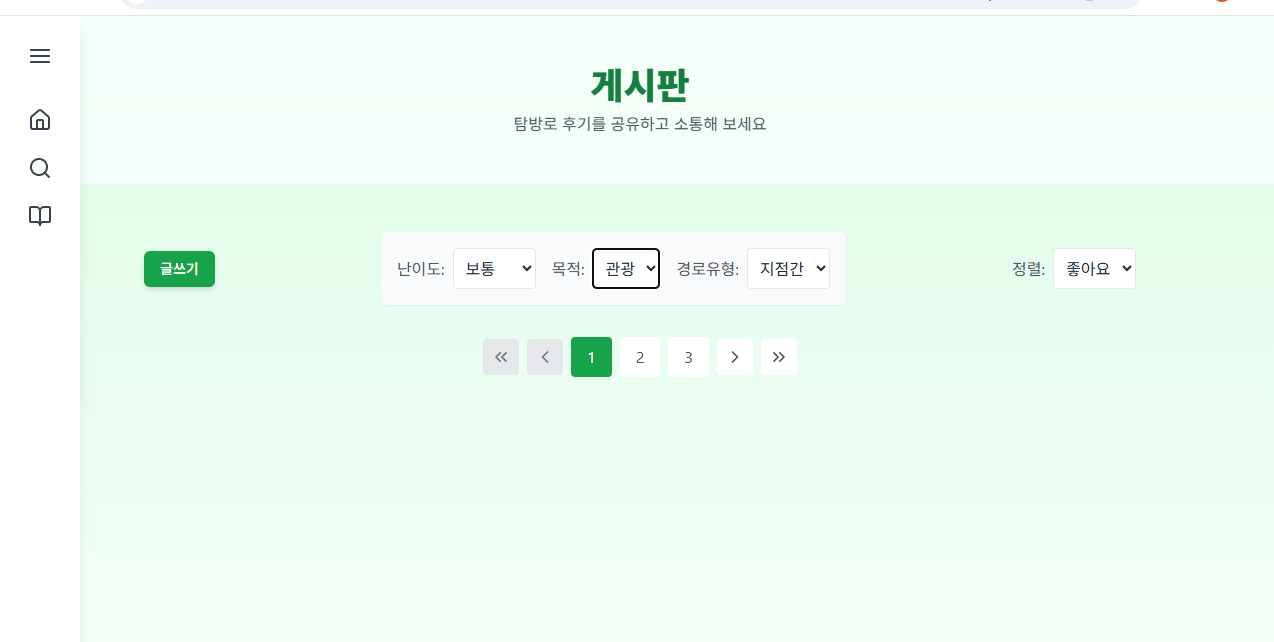 게시판
탐방로 후기를 공유하고 소통해 보세요
글쓰기 난이도: 보통 목적: 관광 경로유형: 지점간 정렬: 좋아요
1 2 3